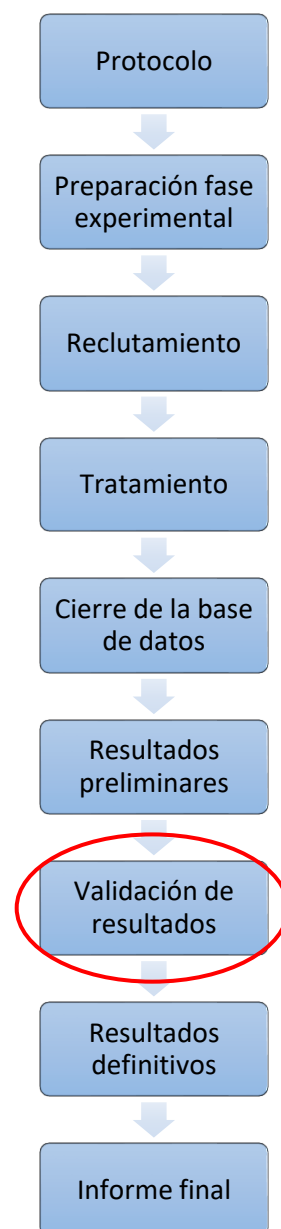 Protocolo
Preparación fase
experimental
Reclutamiento
Tratamiento
Cierre de la base
de datos
Resultados
preliminares
Validación de
resultados
Resultados
definitivos
Informe final